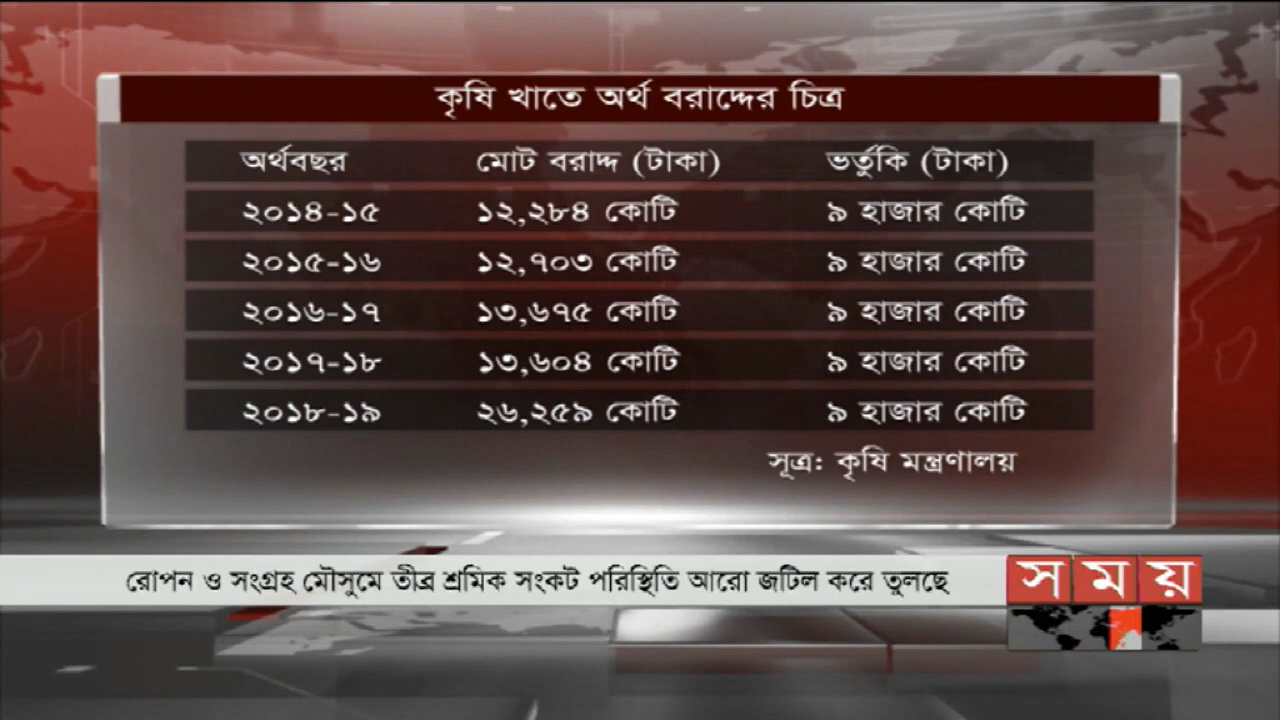 কৃষি খাতে অর্থ বরাদ্দের চিত্র
অর্থবছর মোট বরাদ্দ (টাকা) ভর্তুকি (টাকা)
২০১৪-১৫ ১২,২৮৪ কোটি ৯ হাজার কোটি
২০১৫-১৬ ১২,৭০৩ কোটি ৯ হাজার কোটি
২০১৬-১৭ ১৩,৬৭৫ কোটি ৯ হাজার কোটি
২০১৭-১৮ ১৩,৬০৪ কোটি ৯ হাজার কোটি
২০১৮-১৯ ২৬,২৫৯ কোটি ৯ হাজার কোটি
সূত্র: কৃষি মন্ত্রণালয়
রোপন ও সংগ্রহ মৌসুমে তীব্র শ্রমিক সংকট পরিস্থিতি আরো জটিল করে তুলছে
সময়